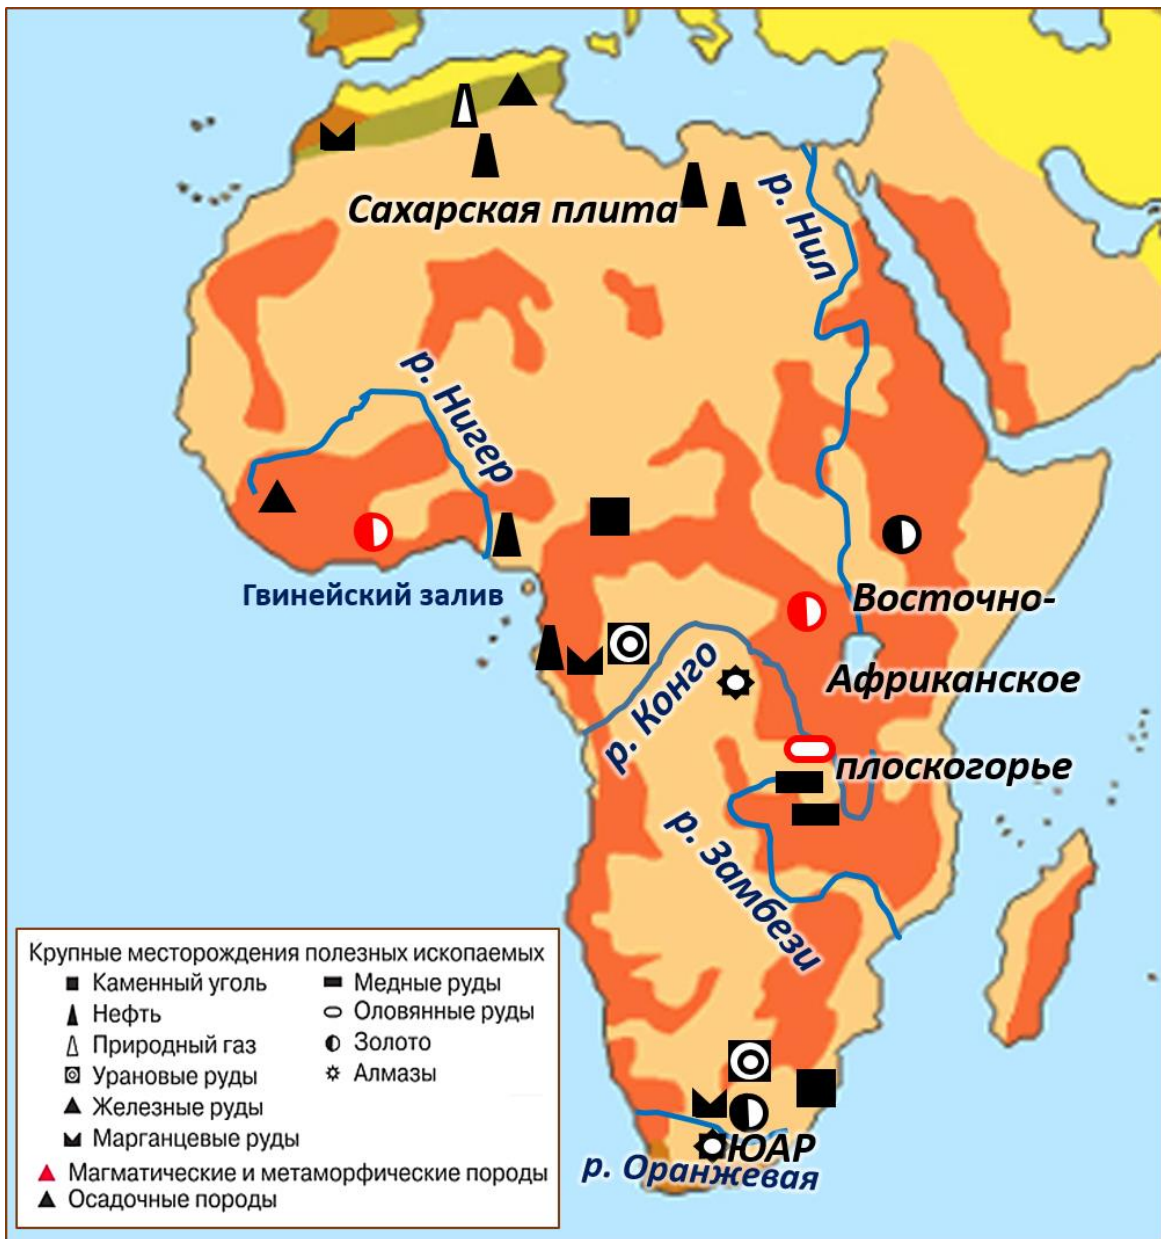 Сахарская плита
р. Нил
р. Нигер
Гвинейский залив
Восточно-
Африканское
плоскогорье
р. Конго
р. Замбези
ЮАР
р. Оранжевая
Крупные месторождения полезных ископаемых
Каменный уголь
Нефть
Природный газ
Урановые руды
Железные руды
Марганцевые руды
Медные руды
Оловянные руды
Золото
Алмазы
Магматические и метаморфические породы
Осадочные породы